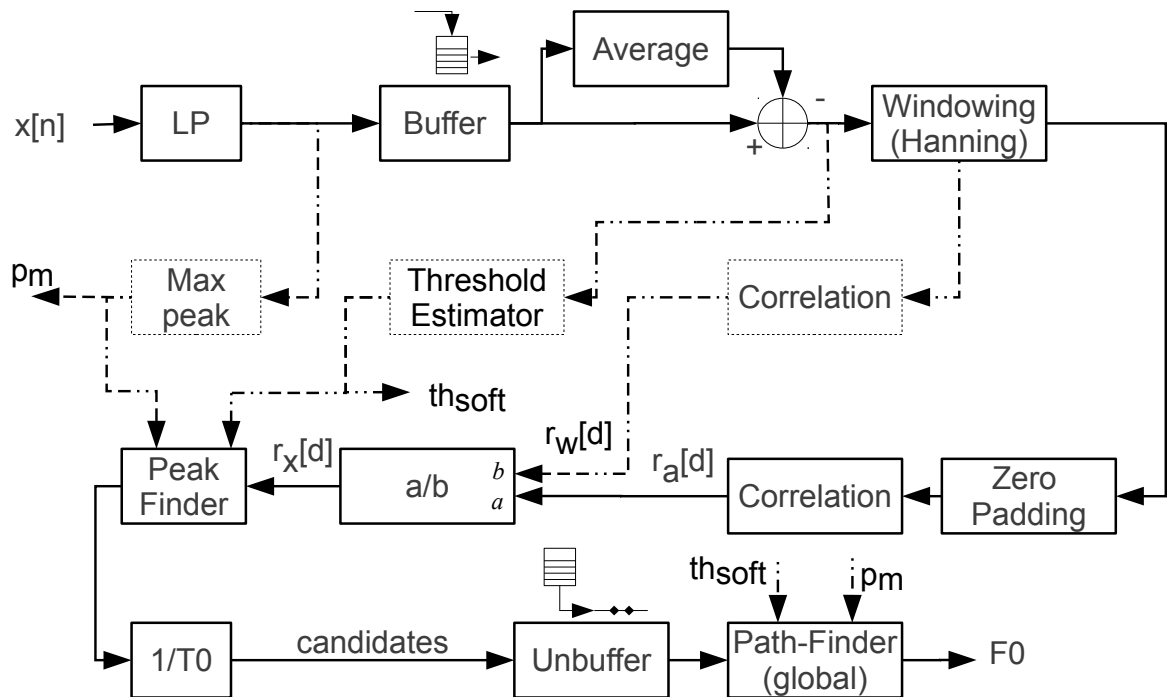 Average
x[n]
LP
Buffer
+
-
Windowing
(Hanning)
pm
Max
peak
Threshold
Estimator
Correlation
thsoft
rw[d]
rx[d]
ra[d]
Peak
Finder
a/b
b
a
Correlation
Zero
Padding
thsoft
pm
1/T0
candidates
Unbuffer
Path-Finder
(global)
F0